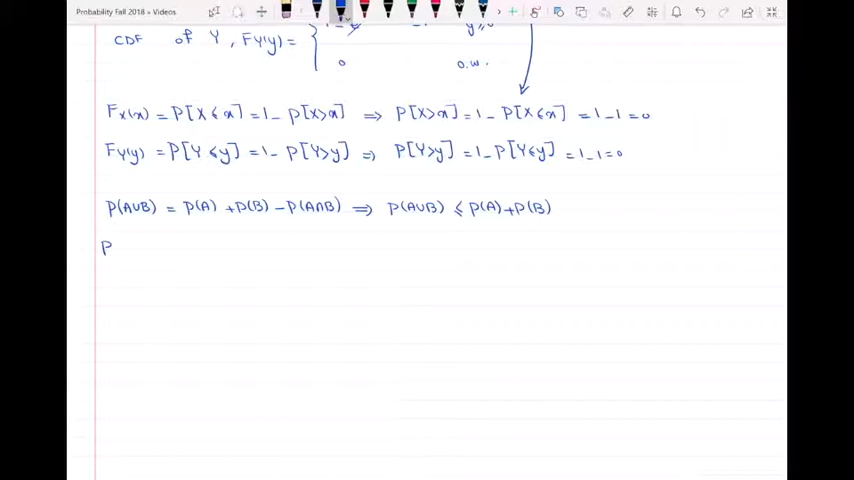 Probability Fall 2018 » Videos
CDF of Y, FY(y) = { y≥0
0 o.w.
Fx(x) = P[X≤x] = 1 - P[X>x] ⇒ P[X>x] = 1 - P[X≤x] = 1 - 1 = 0
FY(y) = P[Y≤y] = 1 - P[Y>y] ⇒ P[Y>y] = 1 - P[Y≤y] = 1 - 1 = 0
P(A∪B) = P(A) + P(B) - P(A∩B) ⇒ P(A∪B) ≤ P(A) + P(B)
P